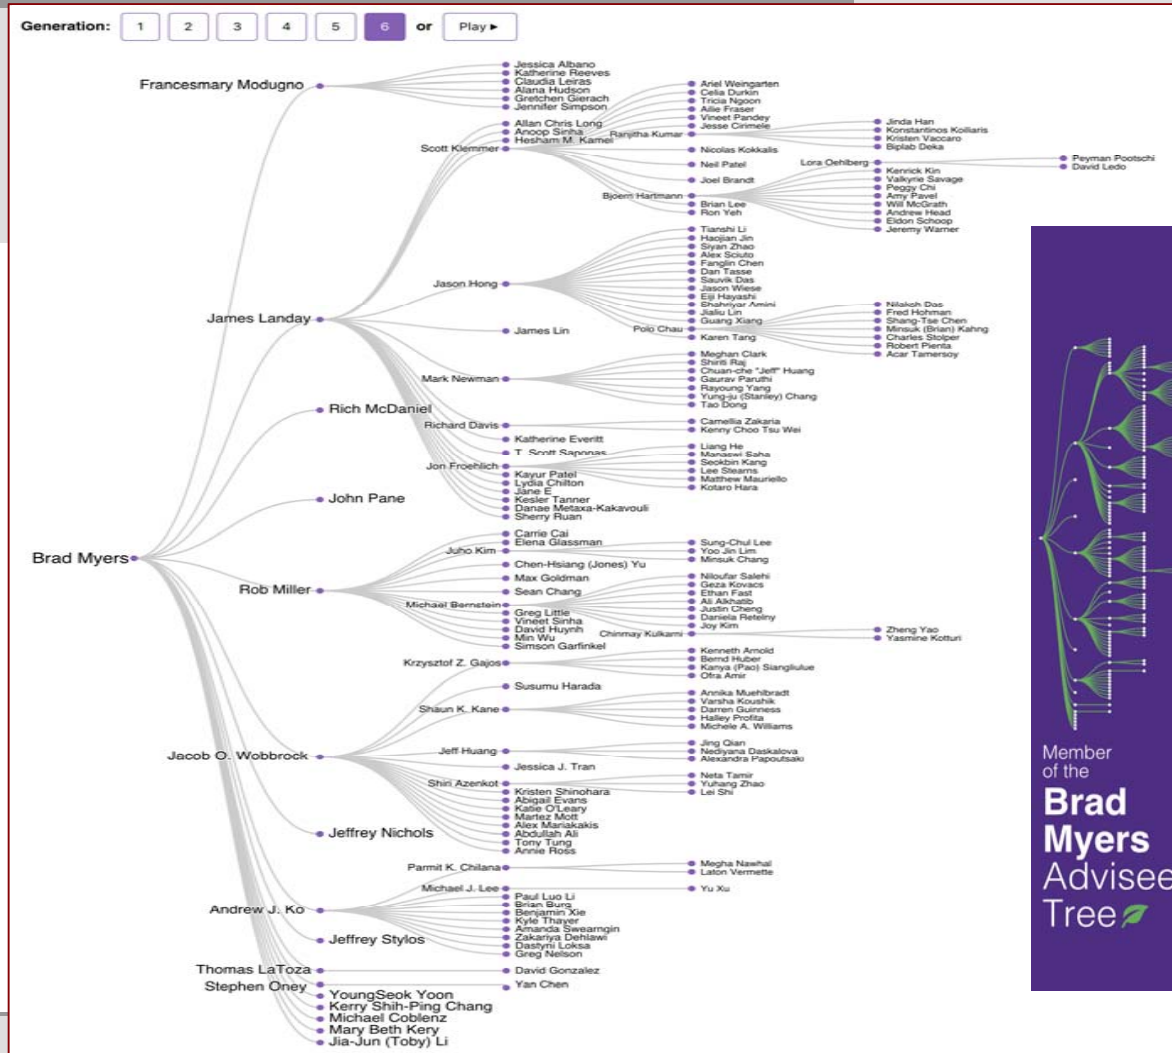 Generation: 1 2 3 4 5 6 or Play ▸
Jessica Albano
Katherine Reeves
Francesmary Modugno
Claudia Leiras
Alana Hudson
Gretchen Gierach
Jennifer Simpson
Ariel Weingarten
Celia Durkin
Tricia Ngoon
Ailie Fraser
Vineet Pandey
Jesse Cirimele
Allan Chris Long
Anoop Sinha
Hesham M. Kamel
Ranjitha Kumar
Jinda Han
Konstantinos Koiliaris
Kristen Vaccaro
Biplab Deka
Scott Klemmer
Nicolas Kokkalis
Neil Patel
Lora Oehlberg
Peyman Pootschi
David Ledo
Joel Brandt
Kenrick Kin
Valkyrie Savage
Peggy Chi
Bjoern Hartmann
Amy Pavel
Brian Lee
Will McGrath
Ron Yeh
Andrew Head
Eldon Schoop
Jeremy Warner
Tianshi Li
Haojian Jin
Siyan Zhao
Alex Sciuto
Fanglin Chen
Dan Tasse
Jason Hong
Sauvik Das
Jason Wiese
Eiji Hayashi
Shahriyar Amini
Jialiu Lin
Guang Xiang
Polo Chau
Karen Tang
Nilaksh Das
Fred Hohman
Shang-Tse Chen
Minsuk (Brian) Kahng
Charles Stolper
Robert Pienta
Acar Tamersoy
James Landay
James Lin
Meghan Clark
Shiriti Raj
Chuan-che "Jeff" Huang
Mark Newman
Gaurav Paruthi
Rayoung Yang
Yung-ju (Stanley) Chang
Tao Dong
Rich McDaniel
Richard Davis
Camellia Zakaria
Kenny Choo Tsu Wei
Katherine Everitt
T. Scott Saponas
Liang He
Manaswi Saha
Jon Froehlich
Seokbin Kang
Kayur Patel
Lee Stearns
Lydia Chilton
Matthew Mauriello
Jane E
Kotaro Hara
Kesler Tanner
Danae Metaxa-Kakavouli
Sherry Ruan
John Pane
Brad Myers
Carrie Cai
Elena Glassman
Juho Kim
Sung-Chul Lee
Yoo Jin Lim
Minsuk Chang
Chen-Hsiang (Jones) Yu
Max Goldman
Rob Miller
Sean Chang
Niloufar Salehi
Geza Kovacs
Ethan Fast
Ali Alkhatib
Michael Bernstein
Justin Cheng
Greg Little
Daniela Retelny
Vineet Sinha
Joy Kim
David Huynh
Chinmay Kulkarni
Zheng Yao
Yasmine Kotturi
Min Wu
Simson Garfinkel
Krzysztof Z. Gajos
Kenneth Arnold
Bernd Huber
Kanya (Pao) Siangliulue
Ofra Amir
Susumu Harada
Shaun K. Kane
Annika Muehlbradt
Varsha Koushik
Darren Guinness
Halley Profita
Michele A. Williams
Jacob O. Wobbrock
Jeff Huang
Jing Qian
Nediyana Daskalova
Alexandra Papoutsaki
Jessica J. Tran
Shiri Azenkot
Neta Tamir
Yuhang Zhao
Lei Shi
Kristen Shinohara
Abigail Evans
Katie O'Leary
Martez Mott
Alex Mariakakis
Abdullah Ali
Tony Tung
Annie Ross
Jeffrey Nichols
Parmit K. Chilana
Megha Nawhal
Laton Vermette
Michael J. Lee
Yu Xu
Andrew J. Ko
Paul Luo Li
Brian Burg
Benjamin Xie
Kyle Thayer
Amanda Swearngin
Zakariya Dehlawi
Dastyni Loksa
Greg Nelson
Jeffrey Stylos
Thomas LaToza
David Gonzalez
Stephen Oney
Yan Chen
YoungSeok Yoon
Kerry Shih-Ping Chang
Michael Coblenz
Mary Beth Kery
Jia-Jun (Toby) Li
Member
of the
Brad
Myers
Advisee
Tree